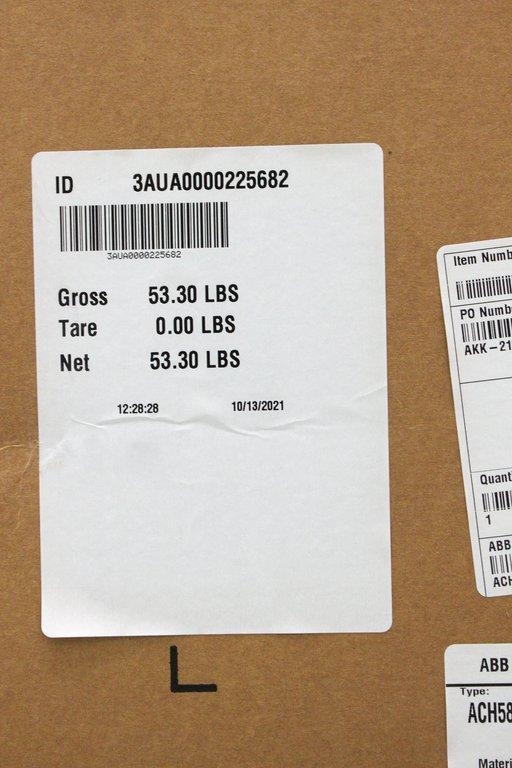 ID 3AUA0000225682
3AUA0000225682
Gross 53.30 LBS
Tare 0.00 LBS
Net 53.30 LBS
12:28:28 10/13/2021
L
Item Numb
PO Numb
AKK-21
Quant
1
ABB
ACH
ABB
Type:
ACH58
Materi